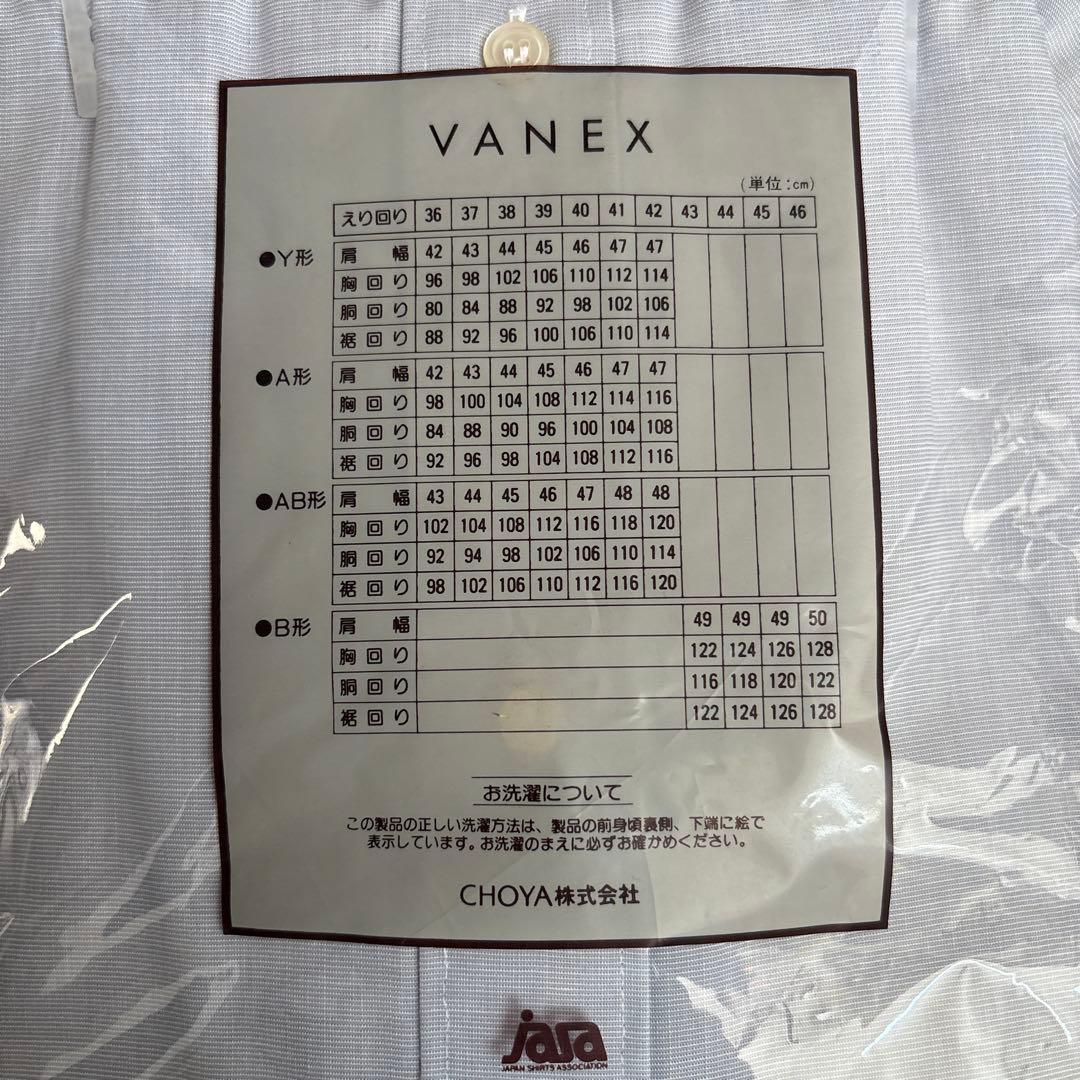 VANEX
(単位:cm)
えり回り 36 37 38 39 40 41 42 43 44 45 46
●Y形 肩幅 42 43 44 45 46 47 47
胸回り 96 98 102 106 110 112 114
胴回り 80 84 88 92 98 102 106
裾回り 88 92 96 100 106 110 114
●A形 肩幅 42 43 44 45 46 47 47
胸回り 98 100 104 108 112 114 116
胴回り 84 88 90 96 100 104 108
裾回り 92 96 98 104 108 112 116
●AB形 肩幅 43 44 45 46 47 48 48
胸回り 102 104 108 112 116 118 120
胴回り 92 94 98 102 106 110 114
裾回り 98 102 106 110 112 116 120
●B形 肩幅 49 49 49 50
胸回り 122 124 126 128
胴回り 116 118 120 122
裾回り 122 124 126 128
お洗濯について
この製品の正しい洗濯方法は、製品の前身頃裏側、下端に絵で
表示しています。お洗濯のまえに必ずお確かめください。
CHOYA株式会社
jasa
JAPAN SHIRTS ASSOCIATION